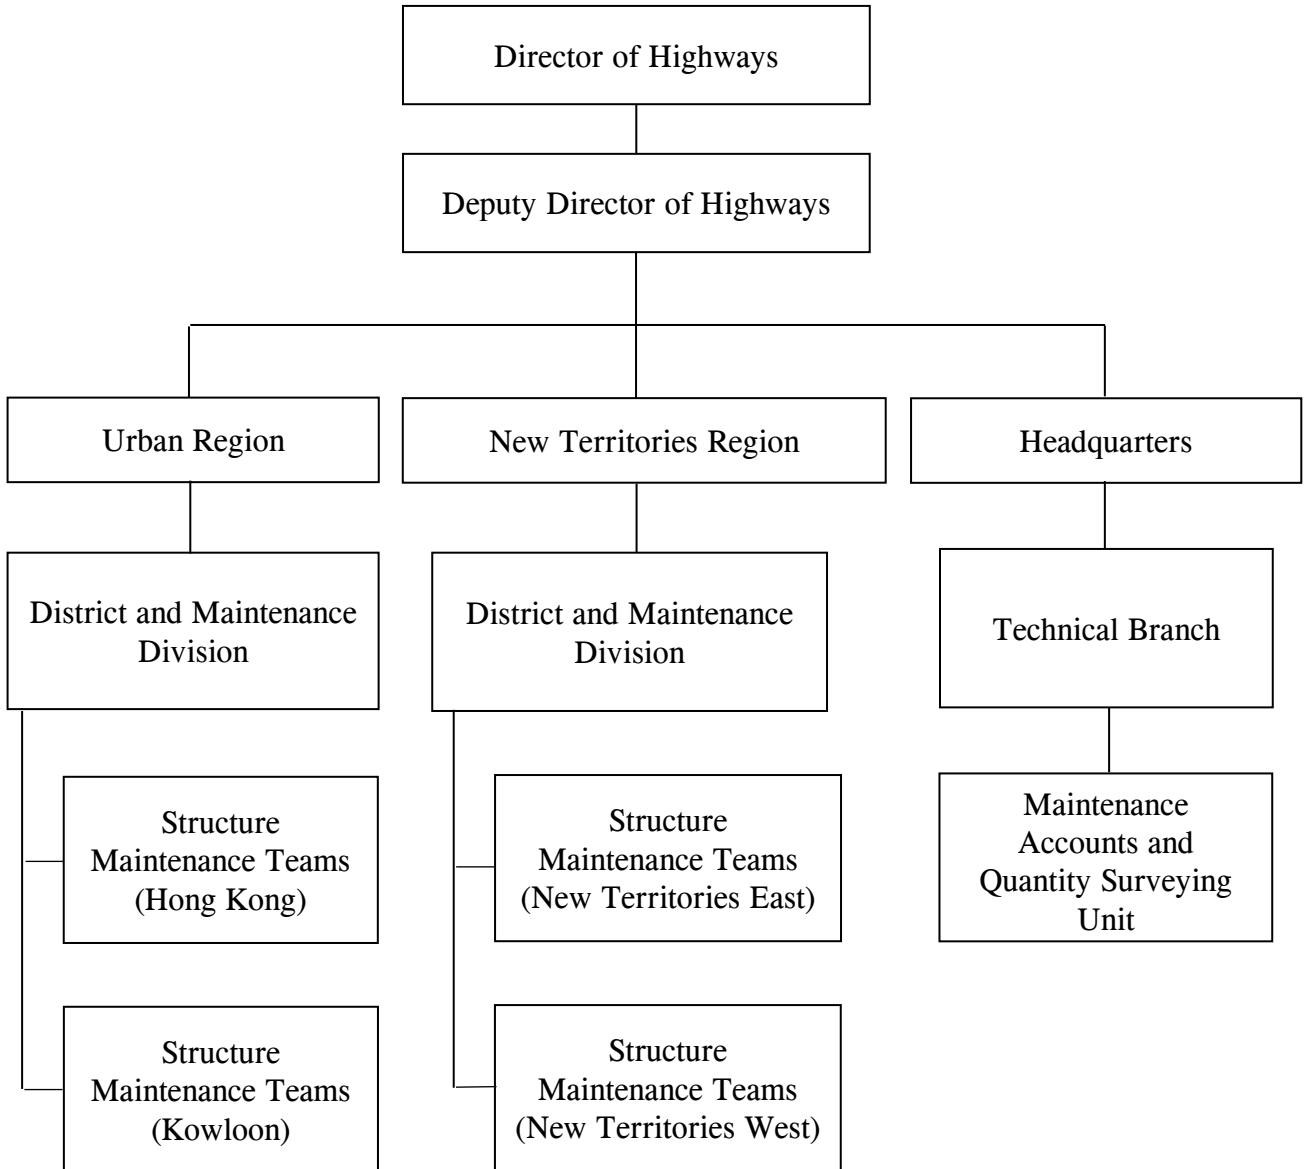 Director of Highways
Deputy Director of Highways
Urban Region
New Territories Region
Headquarters
District and Maintenance
Division
District and Maintenance
Division
Technical Branch
Structure
Maintenance Teams
(Hong Kong)
Structure
Maintenance Teams
(New Territories East)
Maintenance
Accounts and
Quantity Surveying
Unit
Structure
Maintenance Teams
(Kowloon)
Structure
Maintenance Teams
(New Territories West)